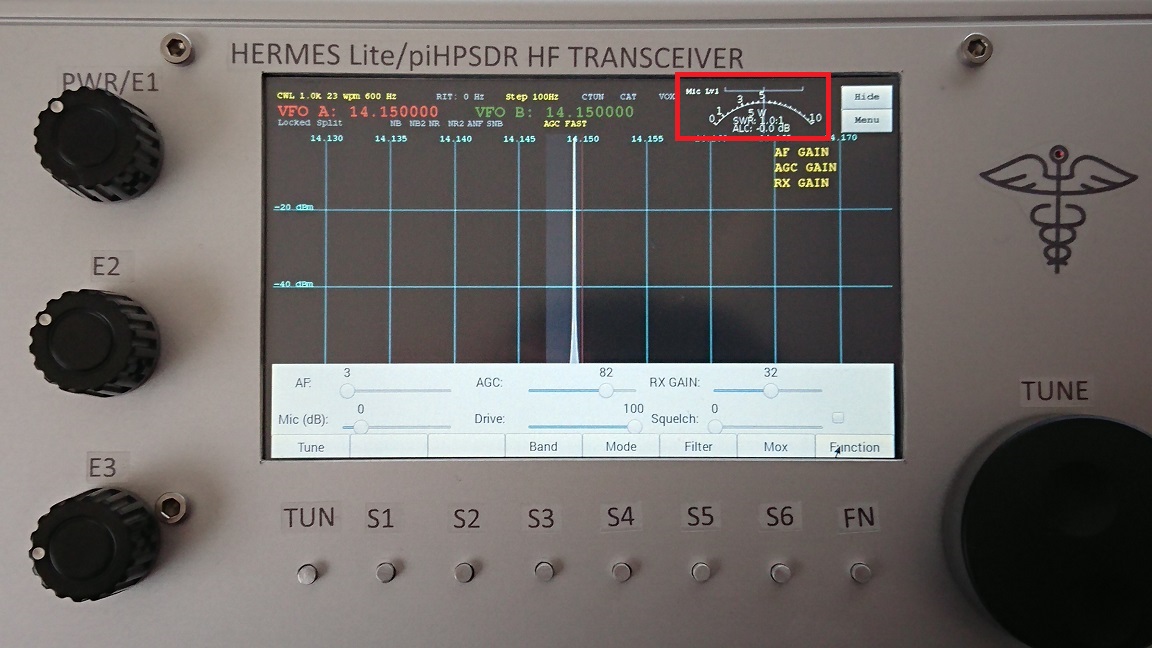 HERMES Lite/piHPSDR HF TRANSCEIVER
PWR/E1
CWL 1.0k 23 wpm 600 Hz RIT: 0 Hz Step 100Hz CTUN CAT VOX
Mic Lvl
0 1 3 5 10
5 W
SWR: 1.0:1
ALC: -0.0 dB
Hide
Menu
VFO A: 14.150000 VFO B: 14.150000
Locked Split NB NB2 NR NR2 ANF SNB AGC FAST
14.130 14.135 14.140 14.145 14.150 14.155 14.170
AF GAIN
AGC GAIN
RX GAIN
-20 dBm
-40 dBm
E2
AF: 3 AGC: 82 RX GAIN: 32
Mic (dB): 0 Drive: 100 Squelch: 0
Tune Band Mode Filter Mox Function
TUNE
E3
TUN S1 S2 S3 S4 S5 S6 FN